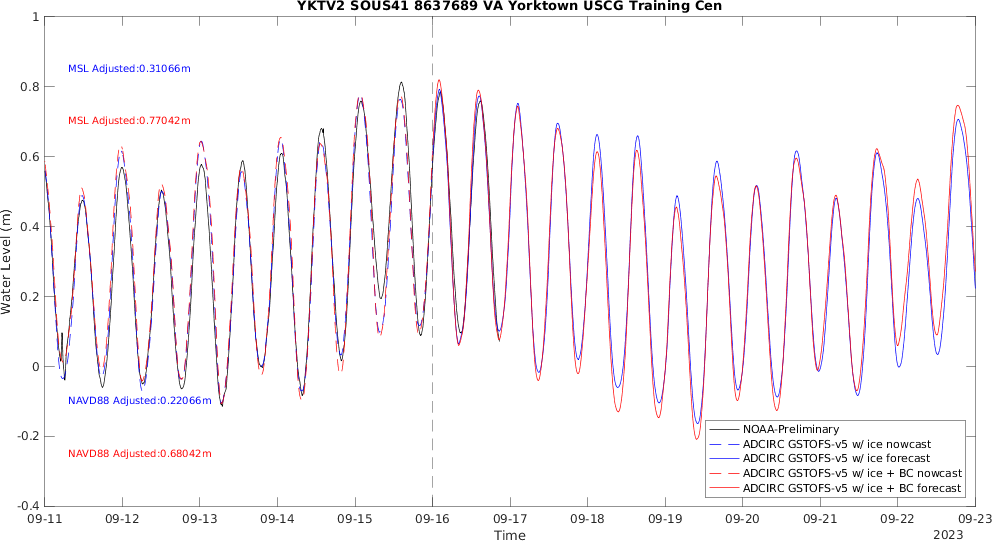 YKTV2 SOUS41 8637689 VA Yorktown USCG Training Cen
1
0.8
0.6
0.4
0.2
0
-0.2
-0.4
Water Level (m)
MSL Adjusted:0.31066m
MSL Adjusted:0.77042m
NAVD88 Adjusted:0.22066m
NAVD88 Adjusted:0.68042m
NOAA-Preliminary
ADCIRC GSTOFS-v5 w/ ice nowcast
ADCIRC GSTOFS-v5 w/ ice forecast
ADCIRC GSTOFS-v5 w/ ice + BC nowcast
ADCIRC GSTOFS-v5 w/ ice + BC forecast
09-11 09-12 09-13 09-14 09-15 09-16 09-17 09-18 09-19 09-20 09-21 09-22 09-23
Time
2023